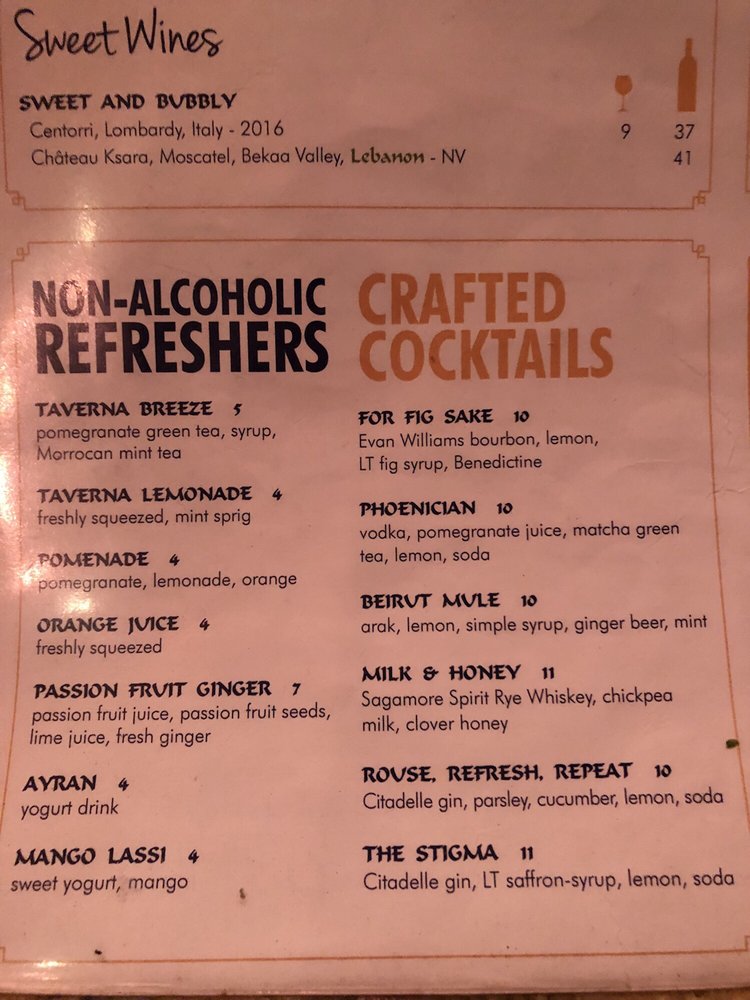 Sweet Wines
SWEET AND BUBBLY
Centorri, Lombardy, Italy - 2016 9 37
Château Ksara, Moscatel, Bekaa Valley, Lebanon - NV 41
NON-ALCOHOLIC
REFRESHERS
TAVERNA BREEZE 5
pomegranate green tea, syrup,
Morrocan mint tea
TAVERNA LEMONADE 4
freshly squeezed, mint sprig
POMENADE 4
pomegranate, lemonade, orange
ORANGE JUICE 4
freshly squeezed
PASSION FRUIT GINGER 7
passion fruit juice, passion fruit seeds,
lime juice, fresh ginger
AYRAN 4
yogurt drink
MANGO LASSI 4
sweet yogurt, mango
CRAFTED
COCKTAILS
FOR FIG SAKE 10
Evan Williams bourbon, lemon,
LT fig syrup, Benedictine
PHOENICIAN 10
vodka, pomegranate juice, matcha green
tea, lemon, soda
BEIRUT MULE 10
arak, lemon, simple syrup, ginger beer, mint
MILK & HONEY 11
Sagamore Spirit Rye Whiskey, chickpea
milk, clover honey
ROUSE, REFRESH, REPEAT 10
Citadelle gin, parsley, cucumber, lemon, soda
THE STIGMA 11
Citadelle gin, LT saffron-syrup, lemon, soda